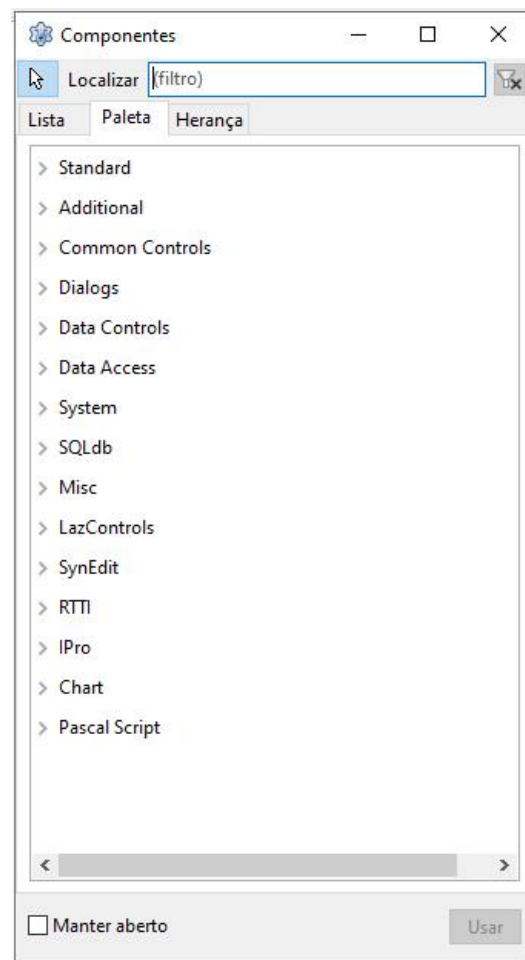 Componentes
Localizar (filtro)
Lista Paleta Herança
Standard
Additional
Common Controls
Dialogs
Data Controls
Data Access
System
SQLdb
Misc
LazControls
SynEdit
RTTI
IPro
Chart
Pascal Script
Manter aberto Usar